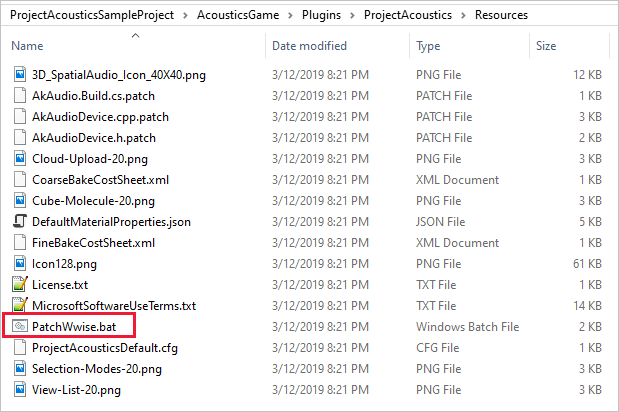 ProjectAcousticsSampleProject > AcousticsGame > Plugins > ProjectAcoustics > Resources
Name Date modified Type Size
3D_SpatialAudio_Icon_40X40.png 3/12/2019 8:21 PM PNG File 12 KB
AkAudio.Build.cs.patch 3/12/2019 8:21 PM PATCH File 1 KB
AkAudioDevice.cpp.patch 3/12/2019 8:21 PM PATCH File 3 KB
AkAudioDevice.h.patch 3/12/2019 8:21 PM PATCH File 2 KB
Cloud-Upload-20.png 3/12/2019 8:21 PM PNG File 3 KB
CoarseBakeCostSheet.xml 3/12/2019 8:21 PM XML Document 1 KB
Cube-Molecule-20.png 3/12/2019 8:21 PM PNG File 3 KB
DefaultMaterialProperties.json 3/12/2019 8:21 PM JSON File 5 KB
FineBakeCostSheet.xml 3/12/2019 8:21 PM XML Document 1 KB
Icon128.png 3/12/2019 8:21 PM PNG File 61 KB
License.txt 3/12/2019 8:21 PM TXT File 1 KB
MicrosoftSoftwareUseTerms.txt 3/12/2019 8:21 PM TXT File 14 KB
PatchWwise.bat 3/12/2019 8:21 PM Windows Batch File 2 KB
ProjectAcousticsDefault.cfg 3/12/2019 8:21 PM CFG File 1 KB
Selection-Modes-20.png 3/12/2019 8:21 PM PNG File 3 KB
View-List-20.png 3/12/2019 8:21 PM PNG File 3 KB